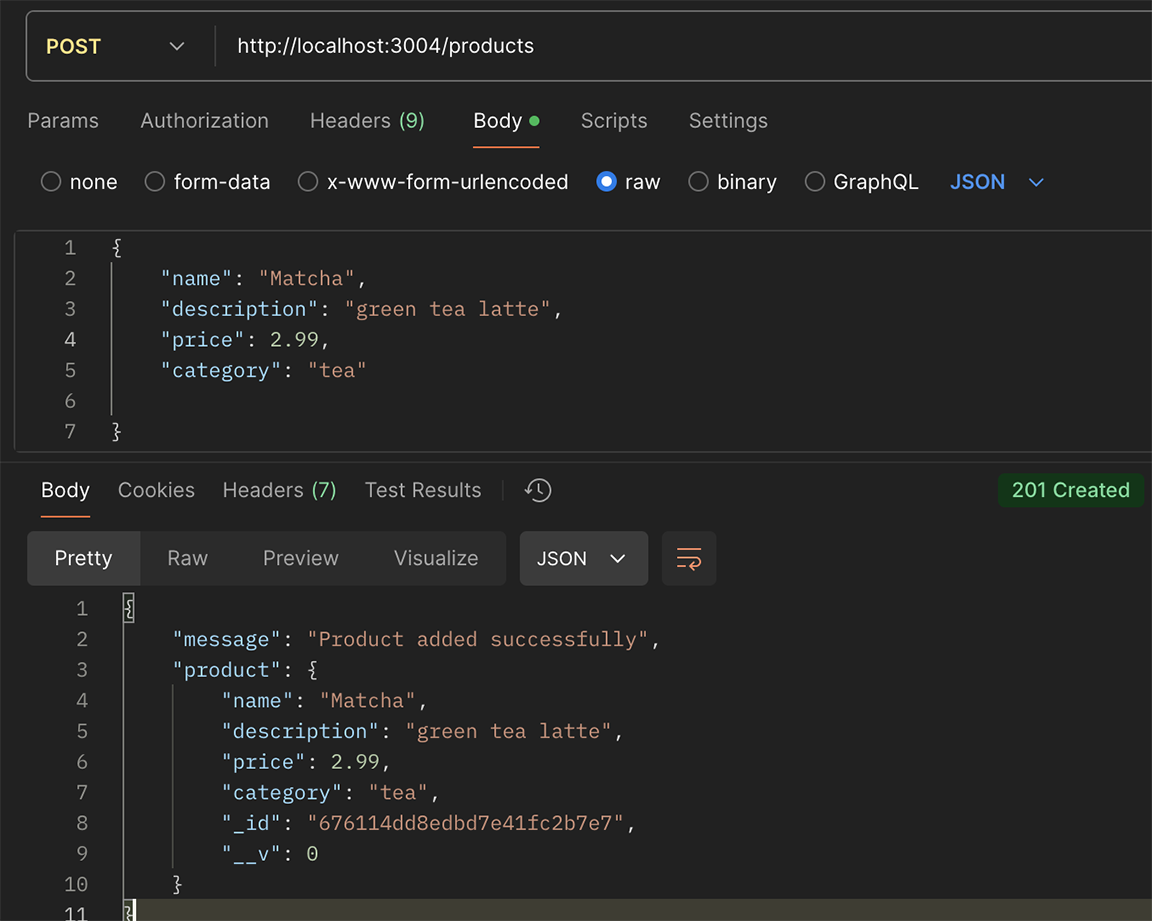 POST http://localhost:3004/products
Params Authorization Headers (9) Body Scripts Settings
none form-data x-www-form-urlencoded raw binary GraphQL JSON
1 {
2 "name": "Matcha",
3 "description": "green tea latte",
4 "price": 2.99,
5 "category": "tea"
6
7 }
Body Cookies Headers (7) Test Results 201 Created
Pretty Raw Preview Visualize JSON
1 {
2 "message": "Product added successfully",
3 "product": {
4 "name": "Matcha",
5 "description": "green tea latte",
6 "price": 2.99,
7 "category": "tea",
8 "_id": "676114dd8edbd7e41fc2b7e7",
9 "__v": 0
10 }
11 }